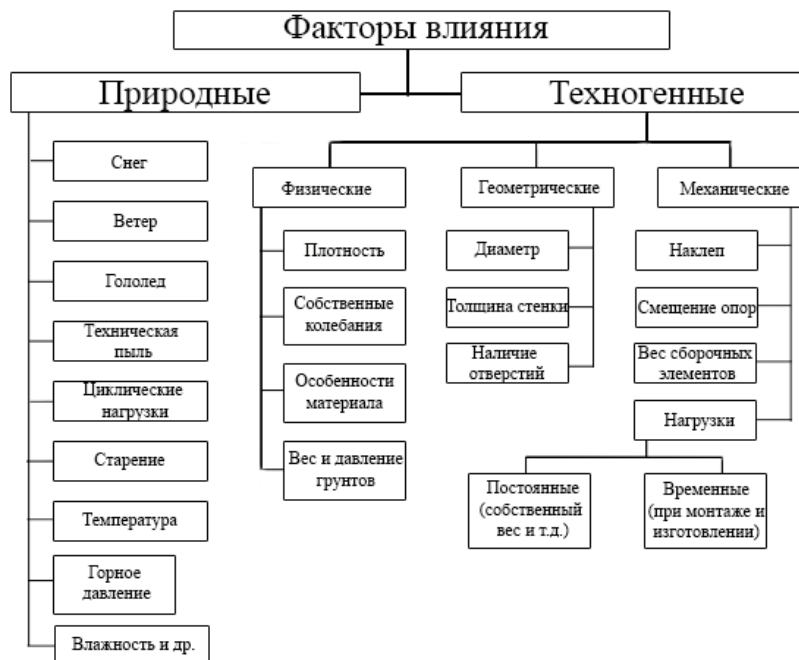 Факторы влияния
Природные
Техногенные
Снег
Ветер
Гололед
Техническая
пыль
Циклические
нагрузки
Старение
Температура
Горное
давление
Влажность и др.
Физические
Плотность
Собственные
колебания
Особенности
материала
Вес и давление
грунтов
Геометрические
Диаметр
Толщина стенки
Наличие
отверстий
Механические
Наклеп
Смещение опор
Вес сборочных
элементов
Нагрузки
Постоянные
(собственный
вес и т.д.)
Временные
(при монтаже и
изготовлении)